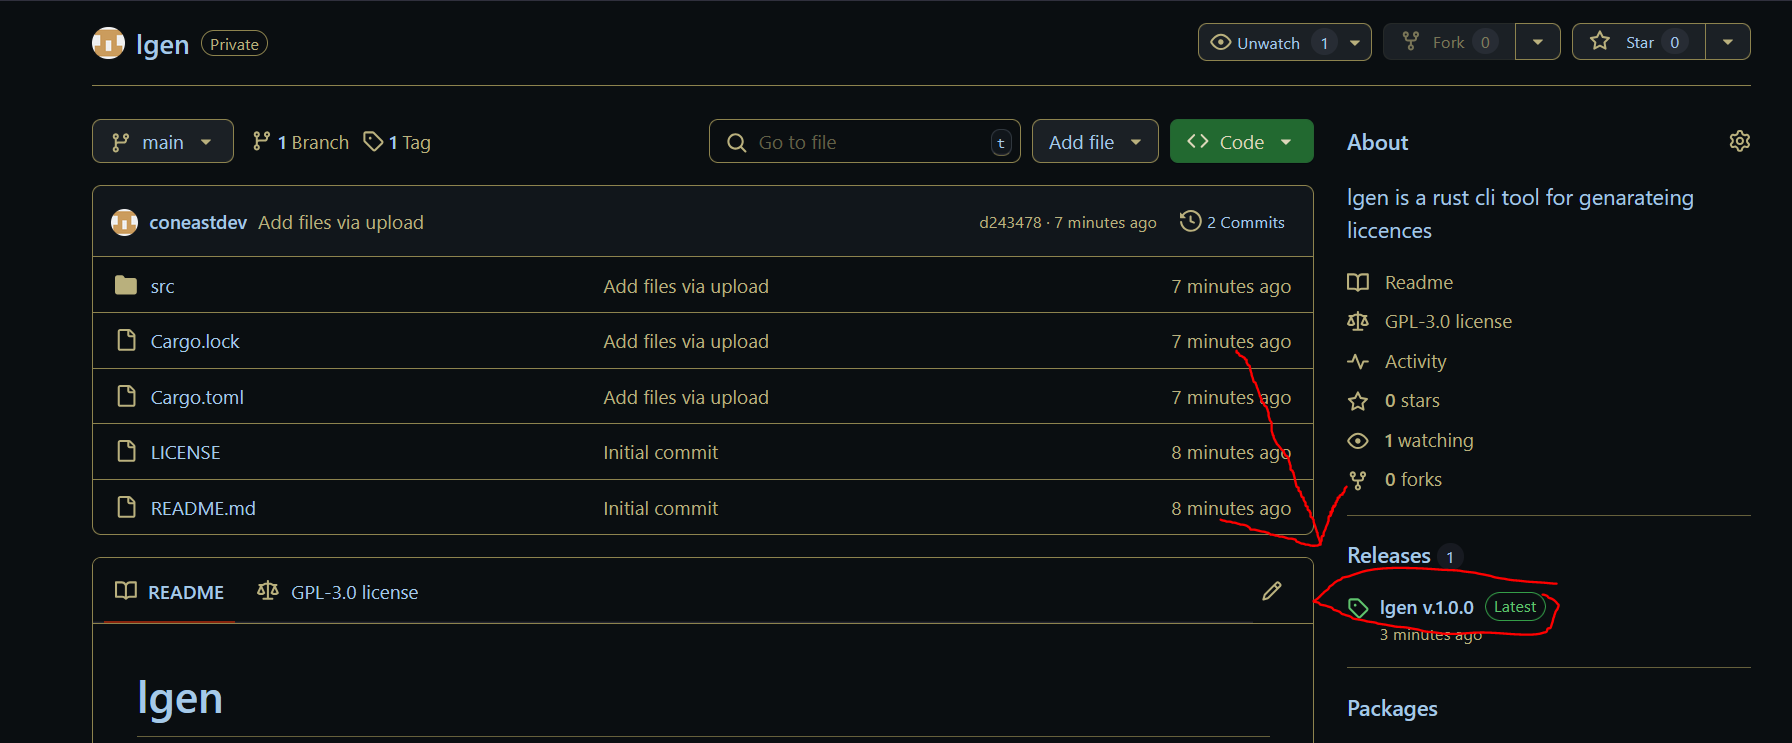 lgen Private
Unwatch 1
Fork 0
Star 0
main
1 Branch
1 Tag
Go to file t
Add file
Code
coneastdev Add files via upload d243478 · 7 minutes ago 2 Commits
src Add files via upload 7 minutes ago
Cargo.lock Add files via upload 7 minutes ago
Cargo.toml Add files via upload 7 minutes ago
LICENSE Initial commit 8 minutes ago
README.md Initial commit 8 minutes ago
README GPL-3.0 license
lgen
About
lgen is a rust cli tool for genarateing
liccences
Readme
GPL-3.0 license
Activity
0 stars
1 watching
0 forks
Releases 1
lgen v.1.0.0 Latest
3 minutes ago
Packages